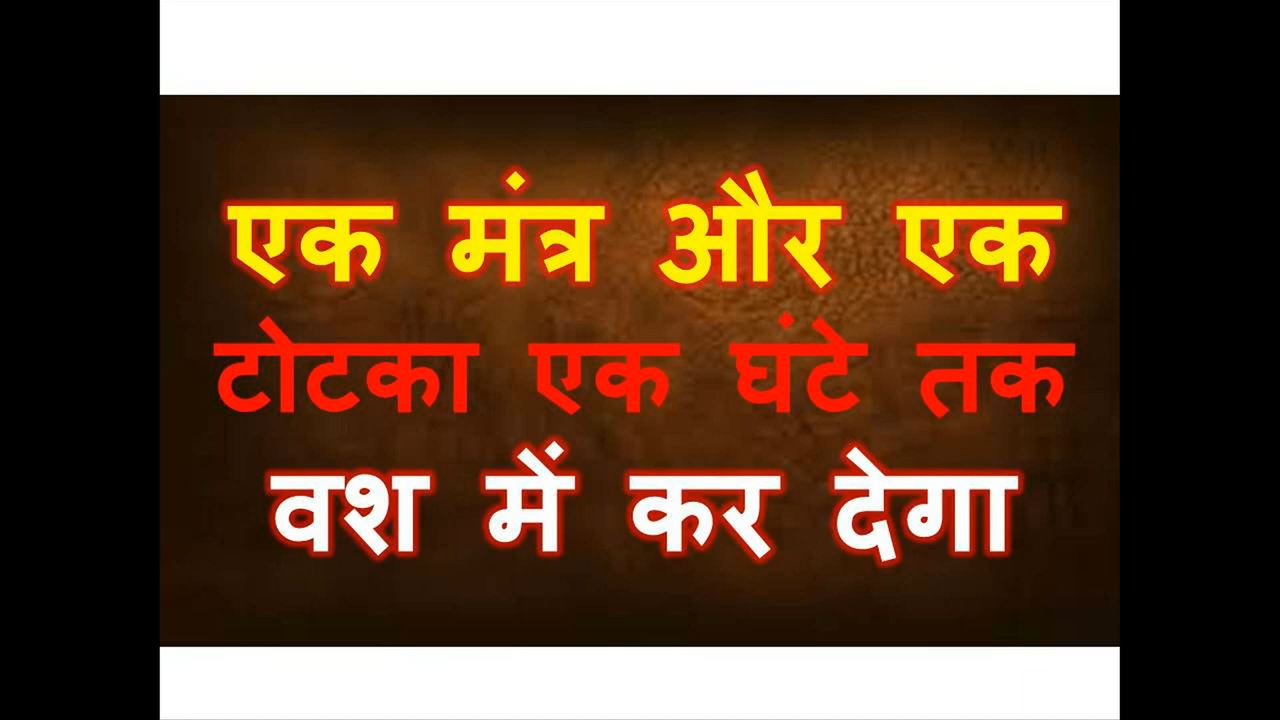 एक मंत्र और एक
टोटका एक घंटे तक
वश में कर देगा